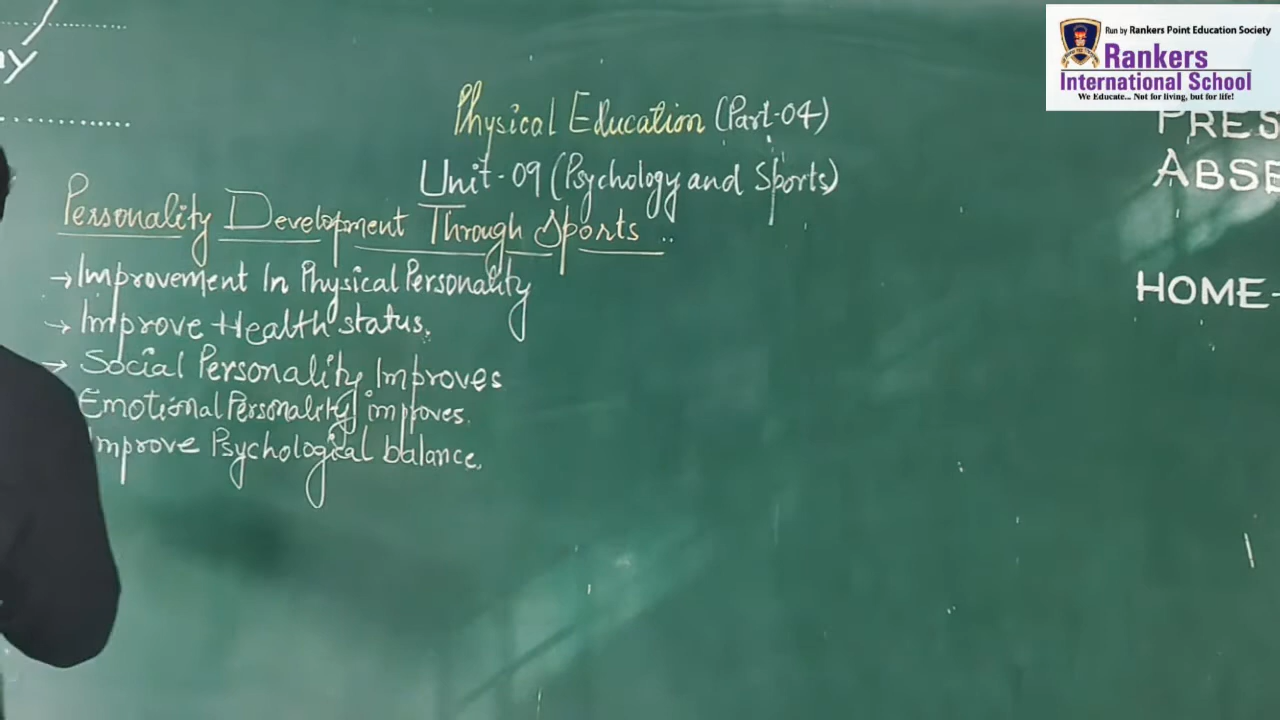 Run by Rankers Point Education Society
Rankers
International School
We Educate... Not for living, but for life!
Physical Education (Part-04)
Unit-09 (Psychology and Sports)
Personality Development Through Sports..
→ Improvement In Physical Personality
→ Improve Health status.
→ Social Personality Improves
Emotional Personality improves.
Improve Psychological balance.
PRES
ABSE
HOME-